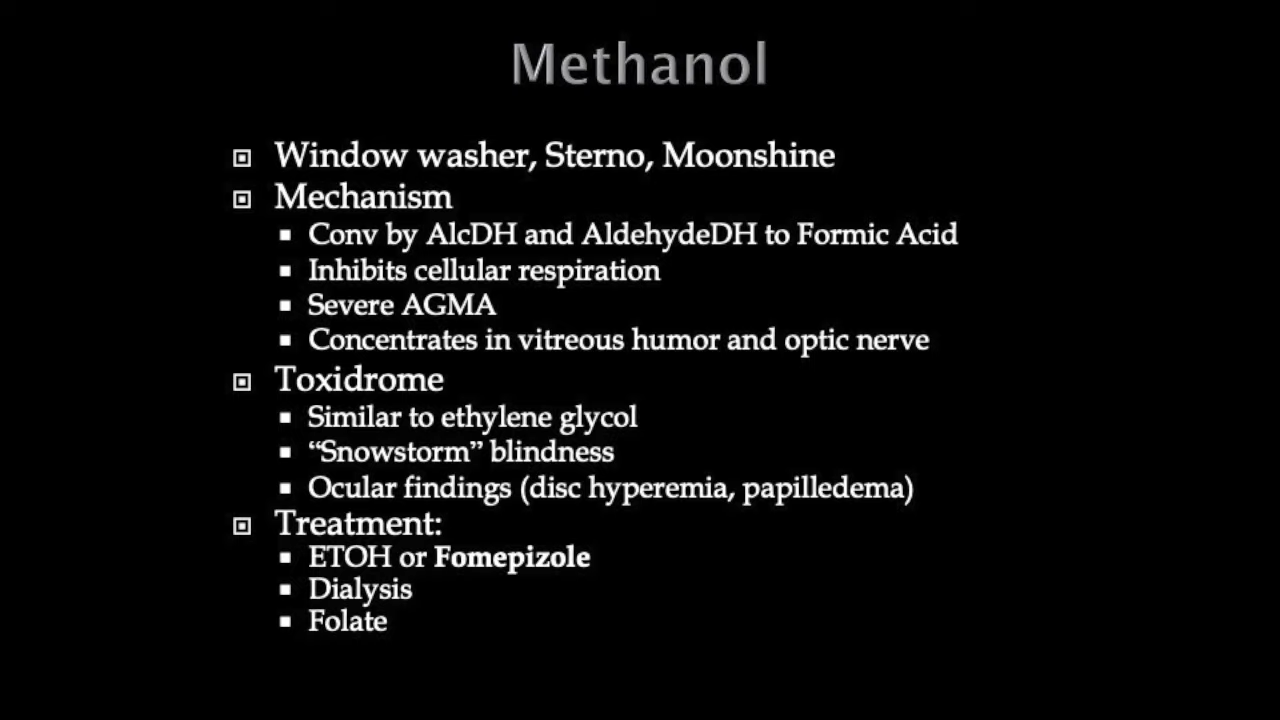 Methanol
Window washer, Sterno, Moonshine
Mechanism
Conv by AlcDH and AldehydeDH to Formic Acid
Inhibits cellular respiration
Severe AGMA
Concentrates in vitreous humor and optic nerve
Toxidrome
Similar to ethylene glycol
“Snowstorm” blindness
Ocular findings (disc hyperemia, papilledema)
Treatment:
ETOH or Fomepizole
Dialysis
Folate